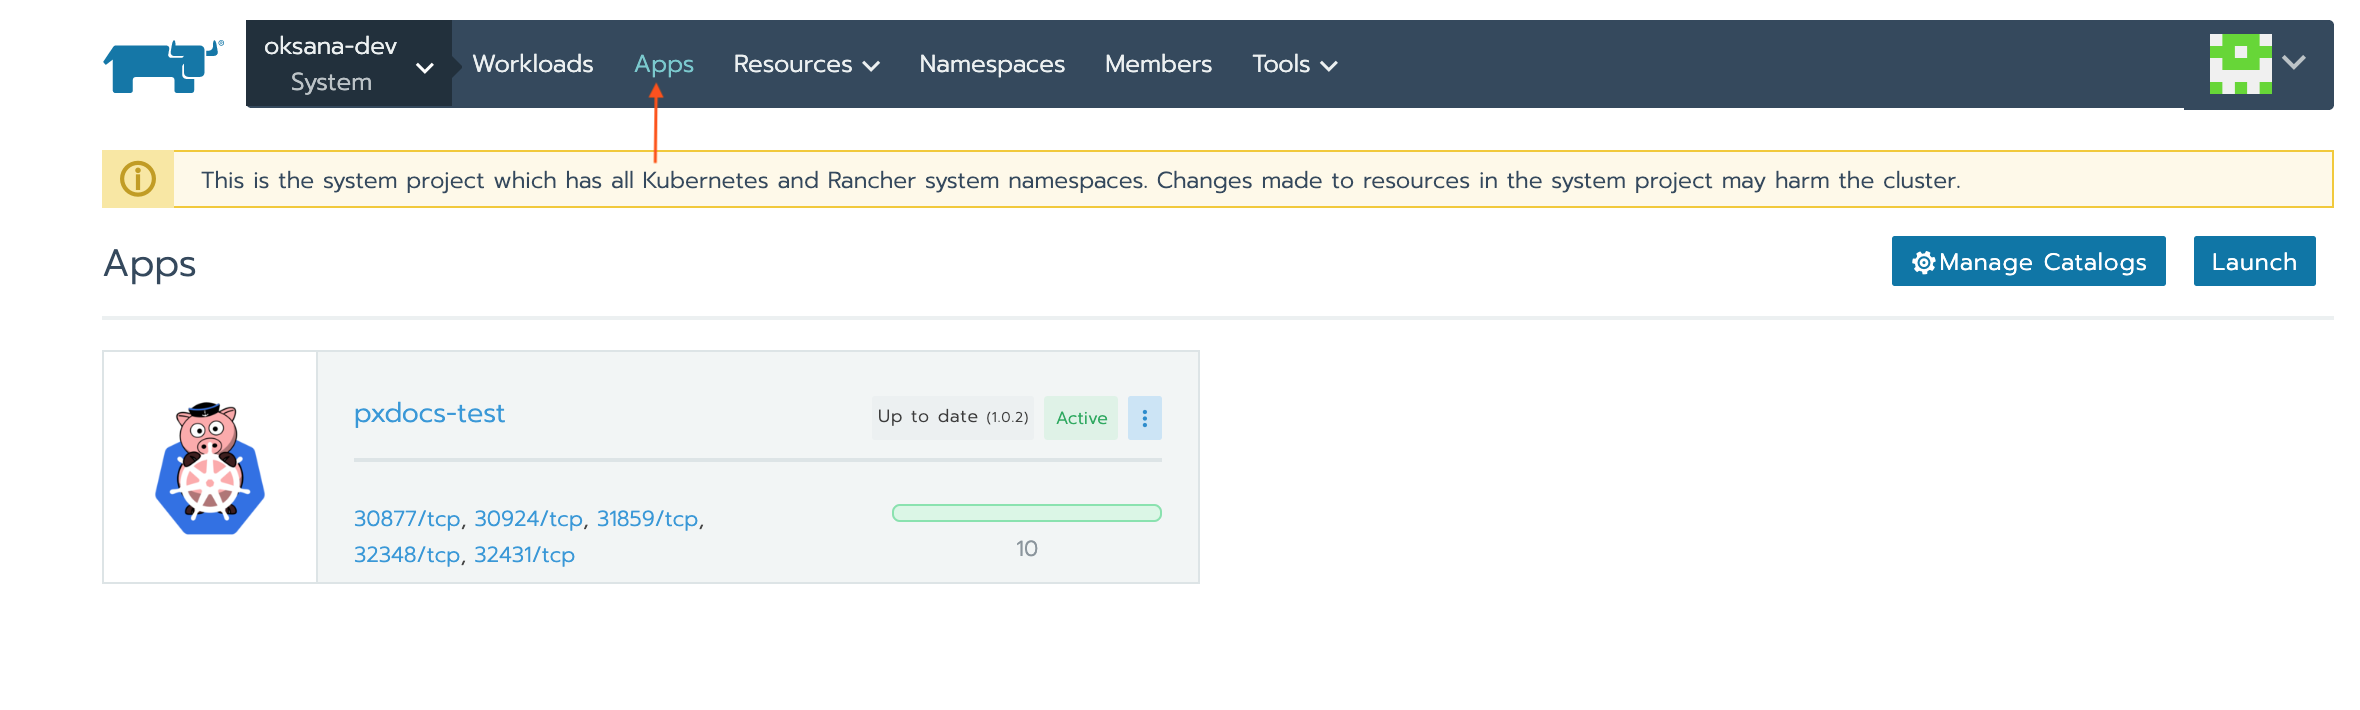 oksana-dev
System
Workloads Apps Resources Namespaces Members Tools
This is the system project which has all Kubernetes and Rancher system namespaces. Changes made to resources in the system project may harm the cluster.
Apps
Manage Catalogs Launch
pxdocs-test
Up to date (1.0.2) Active
30877/tcp, 30924/tcp, 31859/tcp,
32348/tcp, 32431/tcp
10